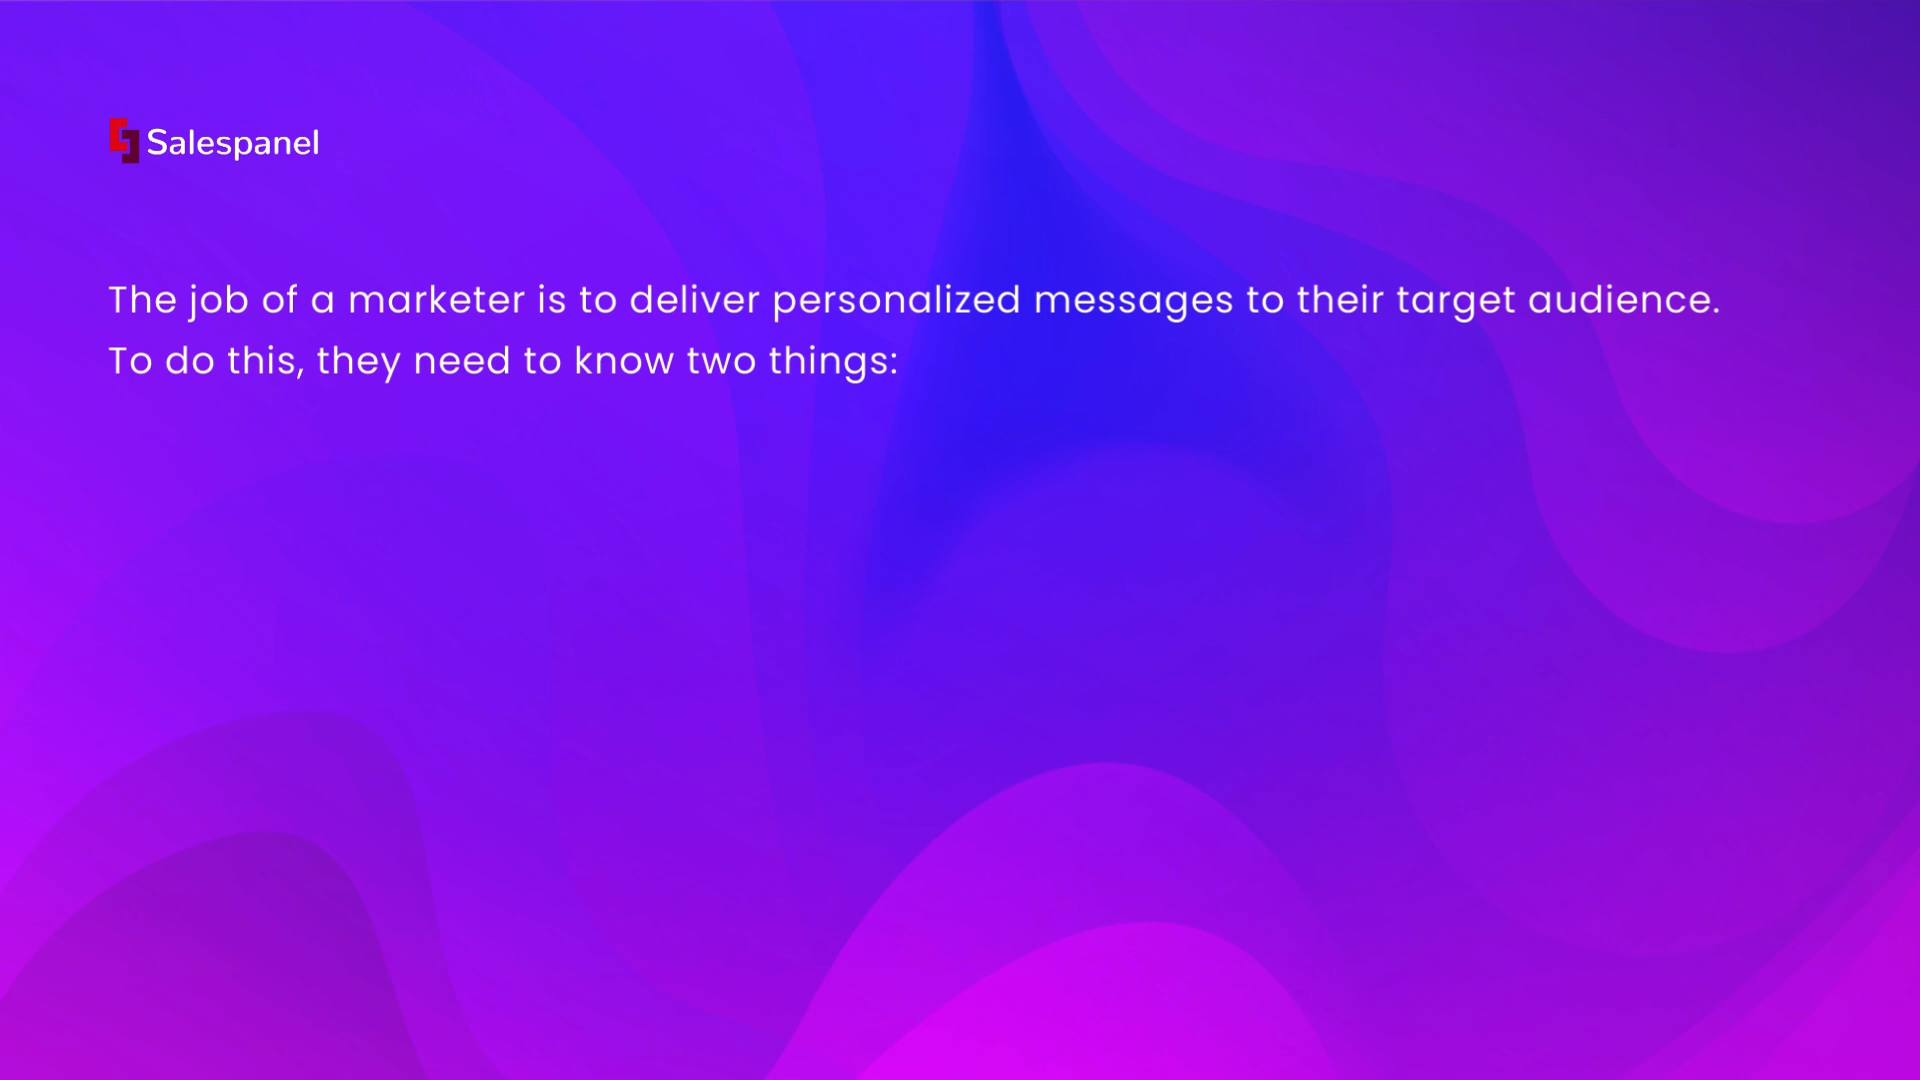 Salespanel
The job of a marketer is to deliver personalized messages to their target audience.
To do this, they need to know two things: